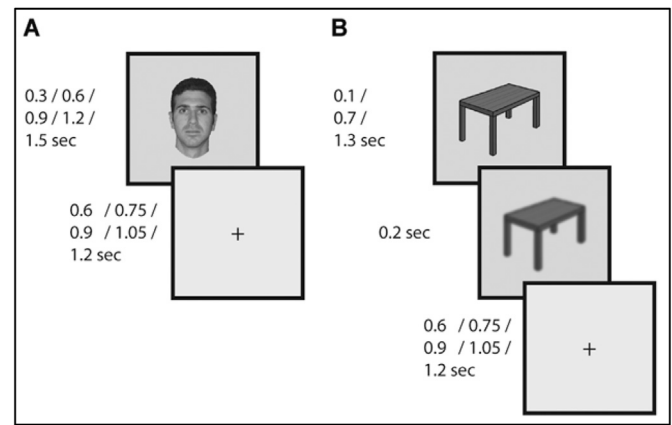 A
0.3 / 0.6 /
0.9 / 1.2 /
1.5 sec
0.6 / 0.75 /
0.9 / 1.05 /
1.2 sec
B
0.1 /
0.7 /
1.3 sec
0.2 sec
0.6 / 0.75 /
0.9 / 1.05 /
1.2 sec